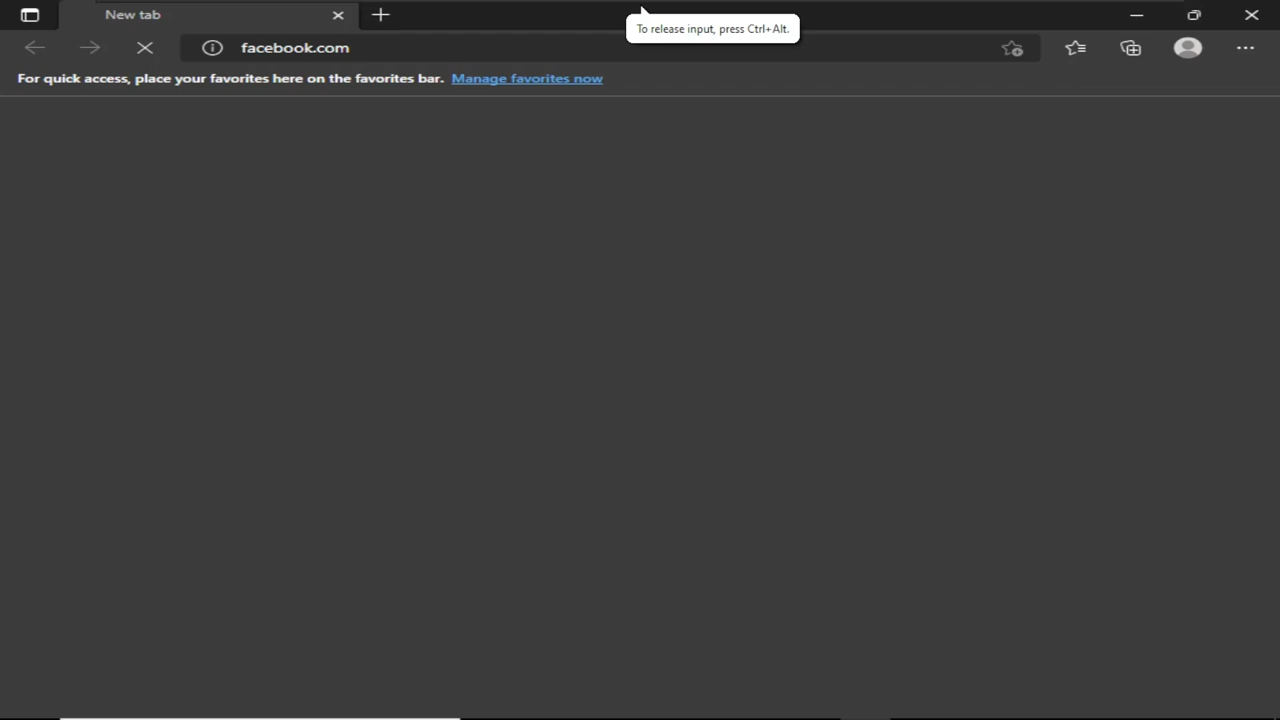 New tab
To release input, press Ctrl+Alt.
facebook.com
For quick access, place your favorites here on the favorites bar. Manage favorites now